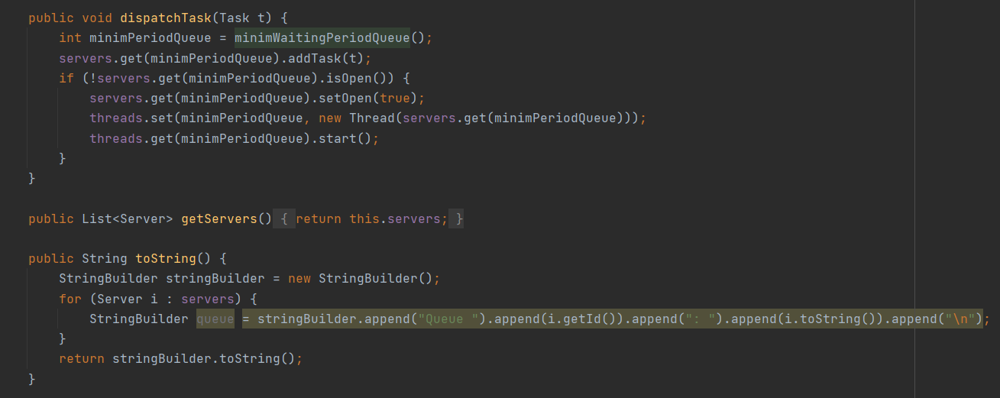 public void dispatchTask(Task t) {
    int minimPeriodQueue = minimWaitingPeriodQueue();
    servers.get(minimPeriodQueue).addTask(t);
    if (!servers.get(minimPeriodQueue).isOpen()) {
        servers.get(minimPeriodQueue).setOpen(true);
        threads.set(minimPeriodQueue, new Thread(servers.get(minimPeriodQueue)));
        threads.get(minimPeriodQueue).start();
    }
}
public List<Server> getServers() { return this.servers; }
public String toString() {
    StringBuilder stringBuilder = new StringBuilder();
    for (Server i : servers) {
        StringBuilder queue = stringBuilder.append("Queue ").append(i.getId()).append(": ").append(i.toString()).append("\n");
    }
    return stringBuilder.toString();
}